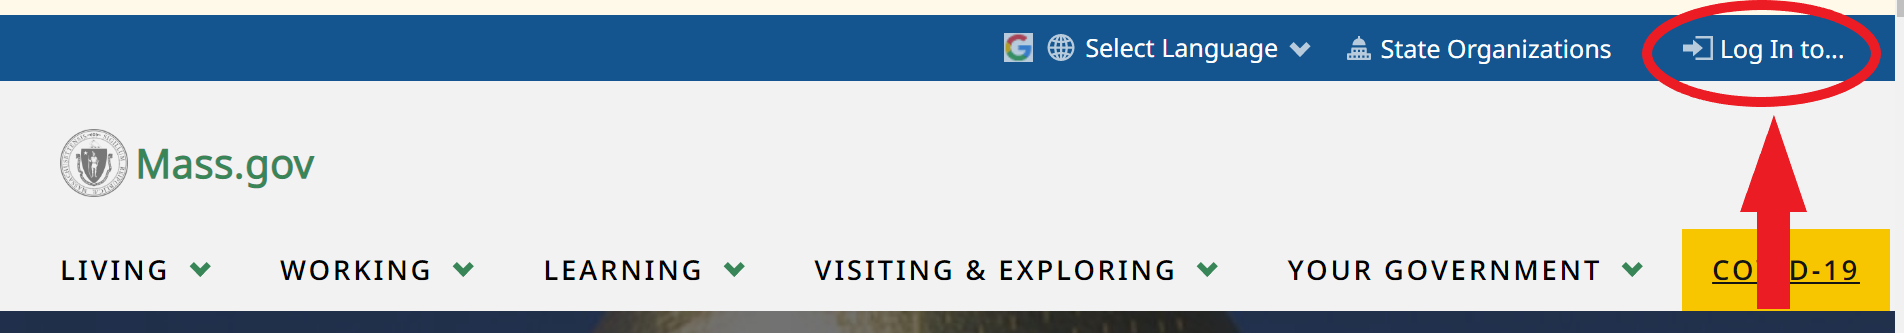 Select Language State Organizations Log In to...
Mass.gov
LIVING WORKING LEARNING VISITING & EXPLORING YOUR GOVERNMENT